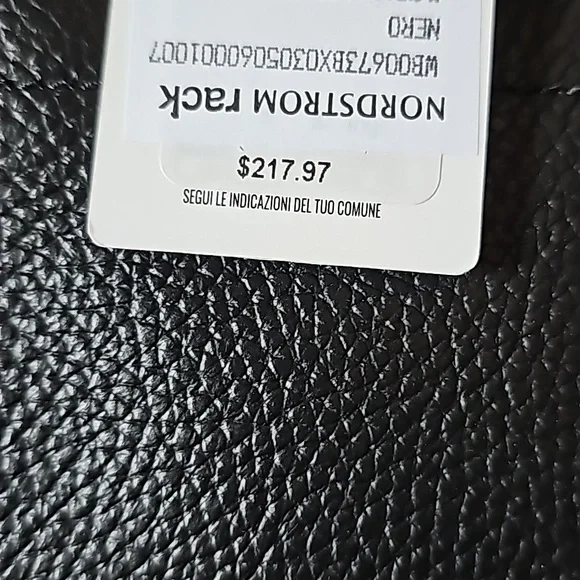 NORDSTROM rack
WB00673BX0305060001007
NERO
$217.97
SEGUI LE INDICAZIONI DEL TUO COMUNE